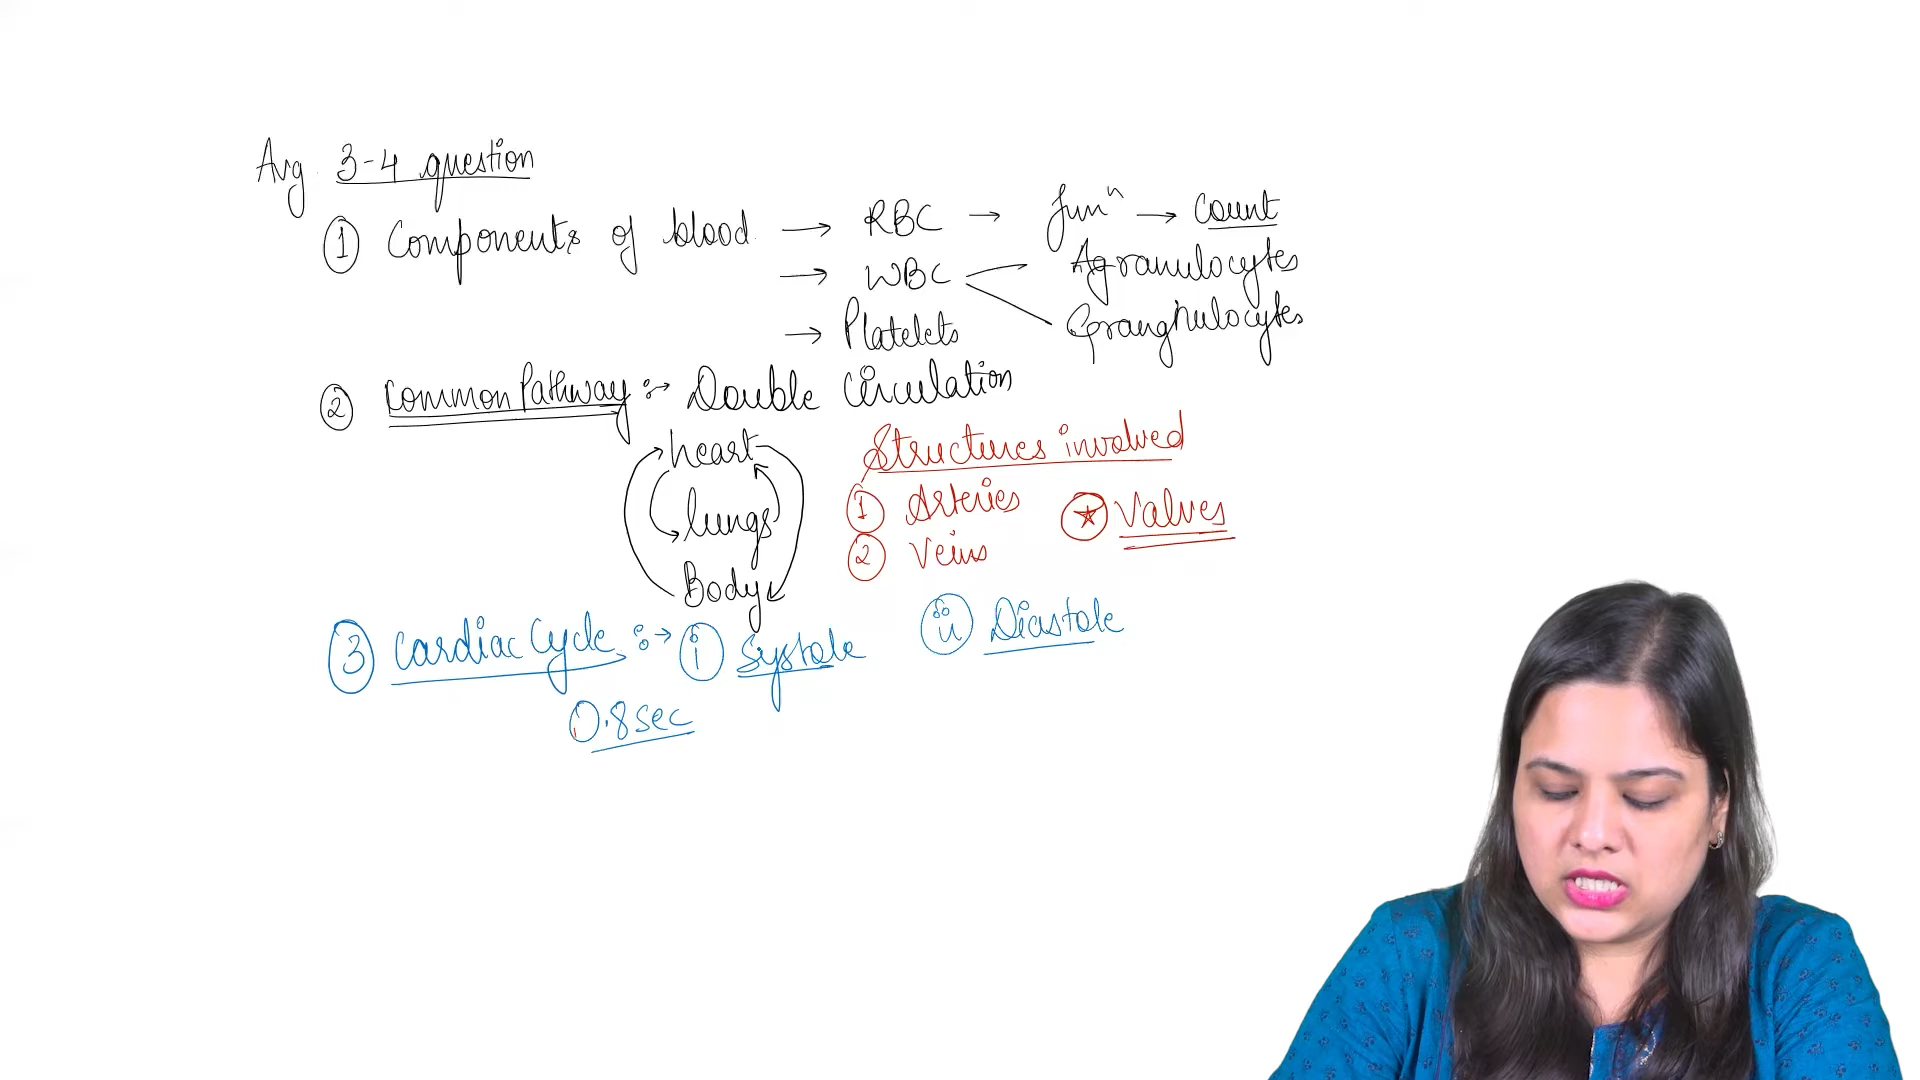 Avg. 3-4 question
① Components of blood → RBC → funⁿ → Count
→ WBC Agranulocytes
→ Platelets Granghulocytes
② Common Pathway :→ Double Circulation
heart
lungs
Body
Structures involved
① Arteries
② Veins
★ Valves
③ Cardiac Cycle :→ ⓘ Systole ⓘⓘ Diastole
0.8 sec